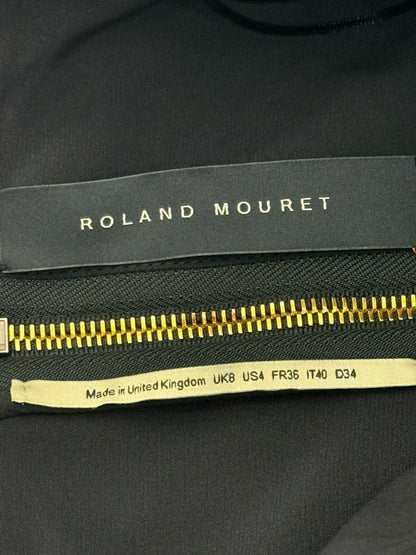 ROLAND MOURET
Made in United Kingdom UK8 US4 FR36 IT40 D34